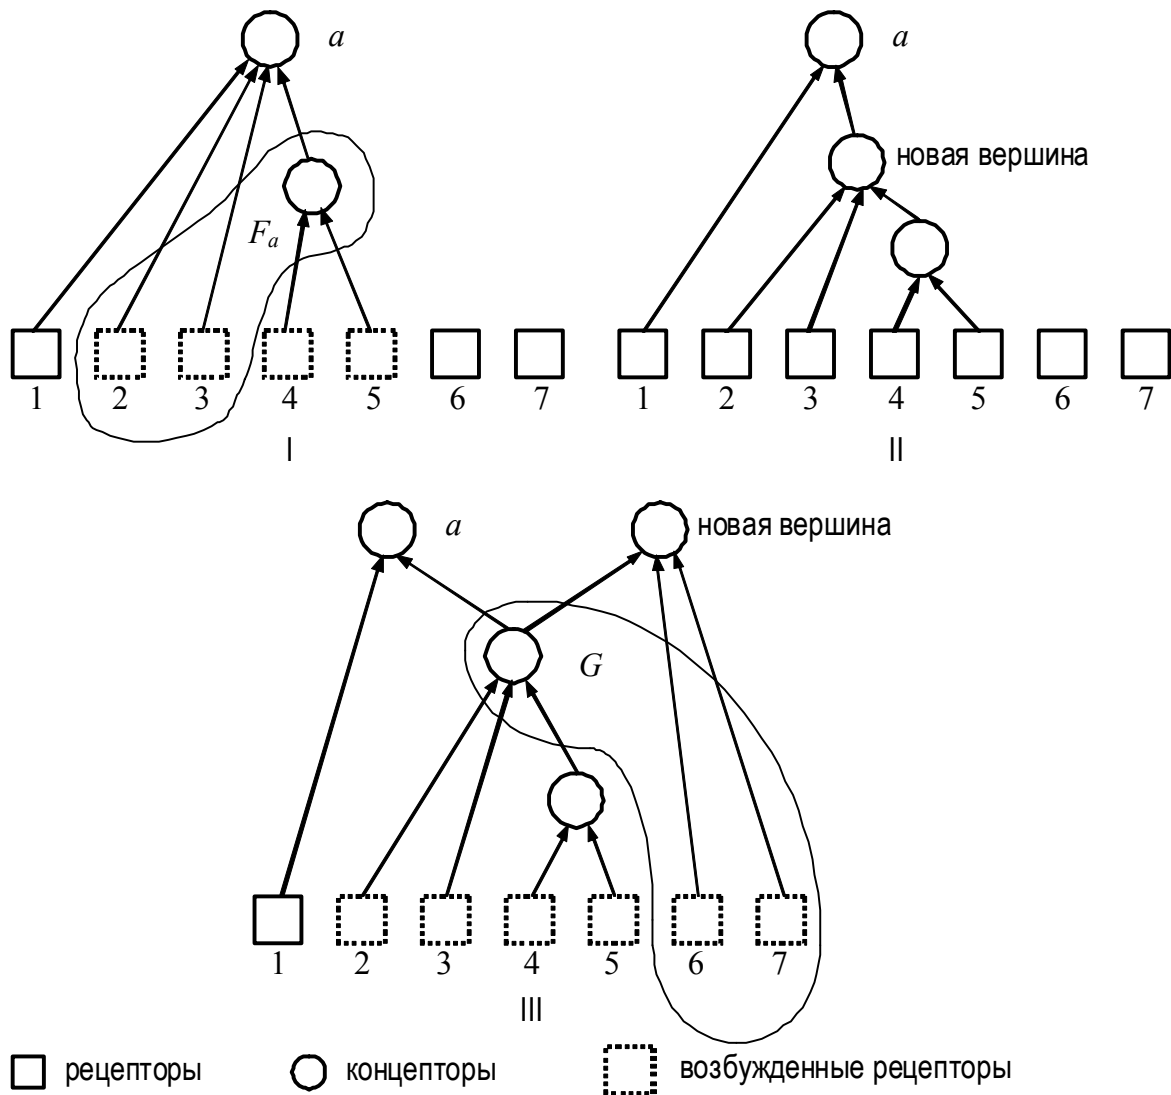 a
a
новая вершина
Fa
1 2 3 4 5 6 7
1 2 3 4 5 6 7
I
II
a
новая вершина
G
1 2 3 4 5 6 7
III
рецепторы
концепторы
возбужденные рецепторы